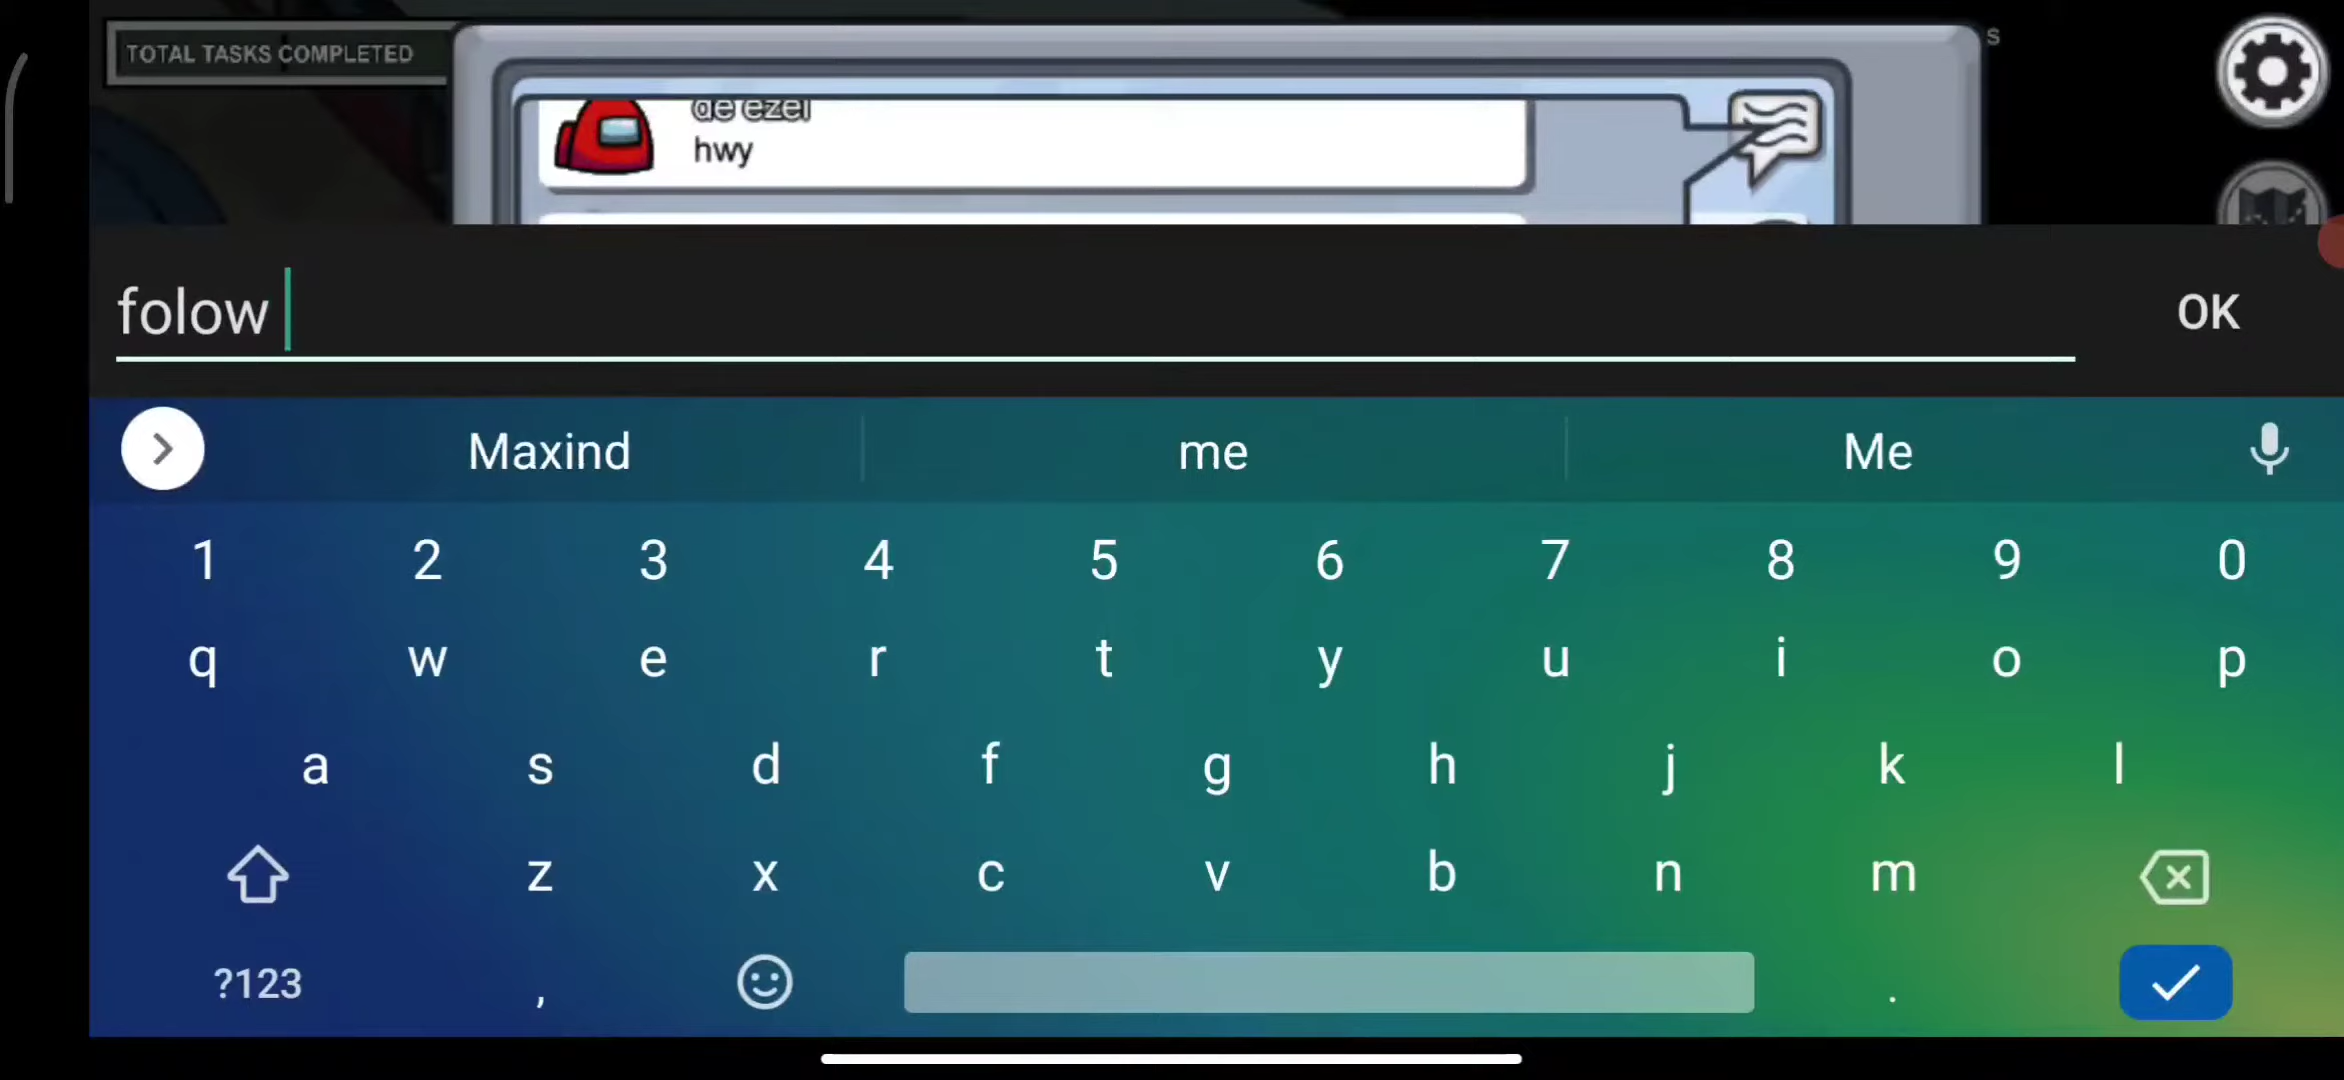 TOTAL TASKS COMPLETED
s
de ezel
hwy
folow
OK
Maxind me Me
1 2 3 4 5 6 7 8 9 0
q w e r t y u i o p
a s d f g h j k l
z x c v b n m
?123 , .